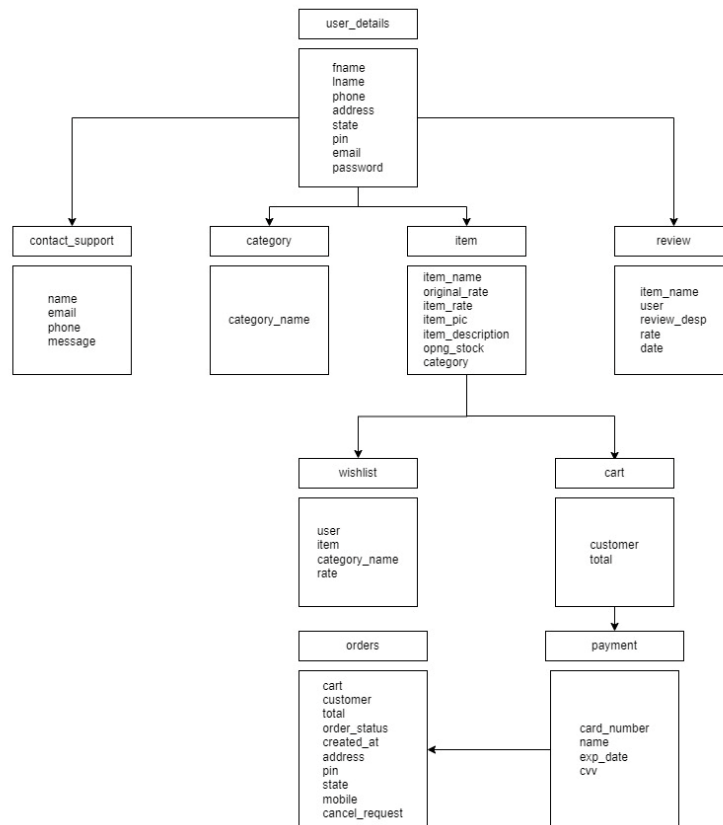 user_details
fname
lname
phone
address
state
pin
email
password
contact_support
category
item
review
name
email
phone
message
category_name
item_name
original_rate
item_rate
item_pic
item_description
opng_stock
category
item_name
user
review_desp
rate
date
wishlist
cart
user
item
category_name
rate
customer
total
orders
payment
cart
customer
total
order_status
created_at
address
pin
state
mobile
cancel_request
card_number
name
exp_date
cvv